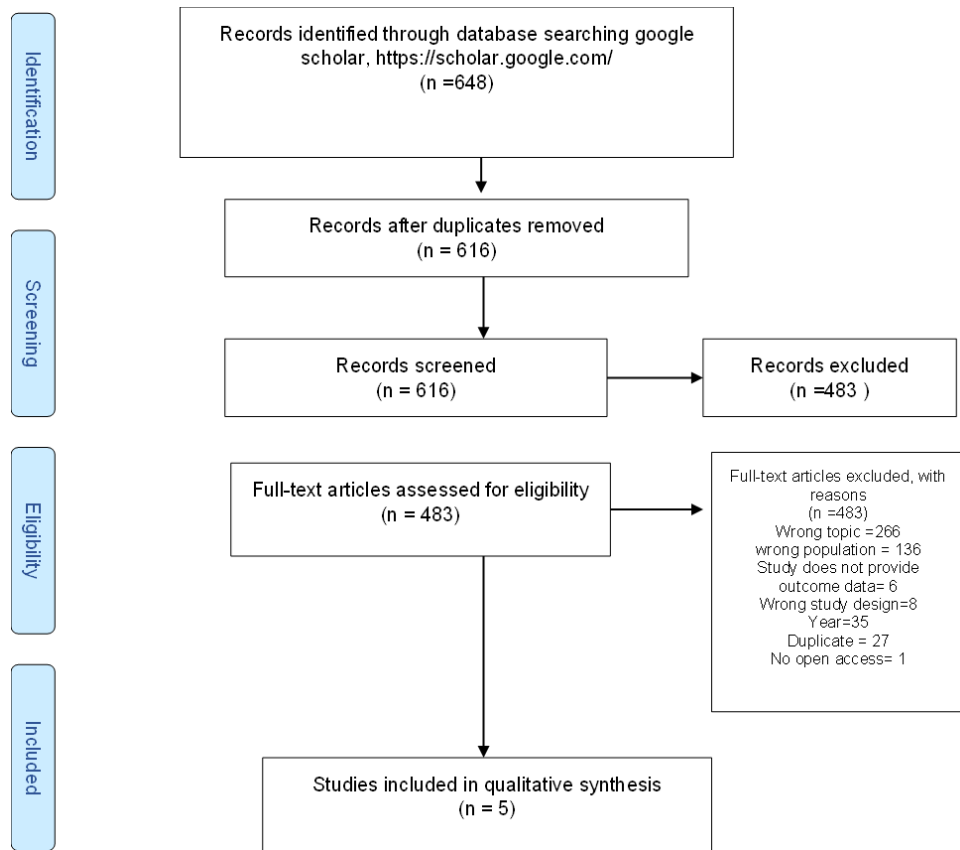 Identification
Records identified through database searching google
scholar, https://scholar.google.com/
(n =648)
Records after duplicates removed
(n = 616)
Screening
Records screened
(n = 616)
Records excluded
(n =483 )
Eligibility
Full-text articles assessed for eligibility
(n = 483)
Full-text articles excluded, with
reasons
(n =483)
Wrong topic =266
wrong population = 136
Study does not provide
outcome data= 6
Wrong study design=8
Year=35
Duplicate = 27
No open access= 1
Included
Studies included in qualitative synthesis
(n = 5)